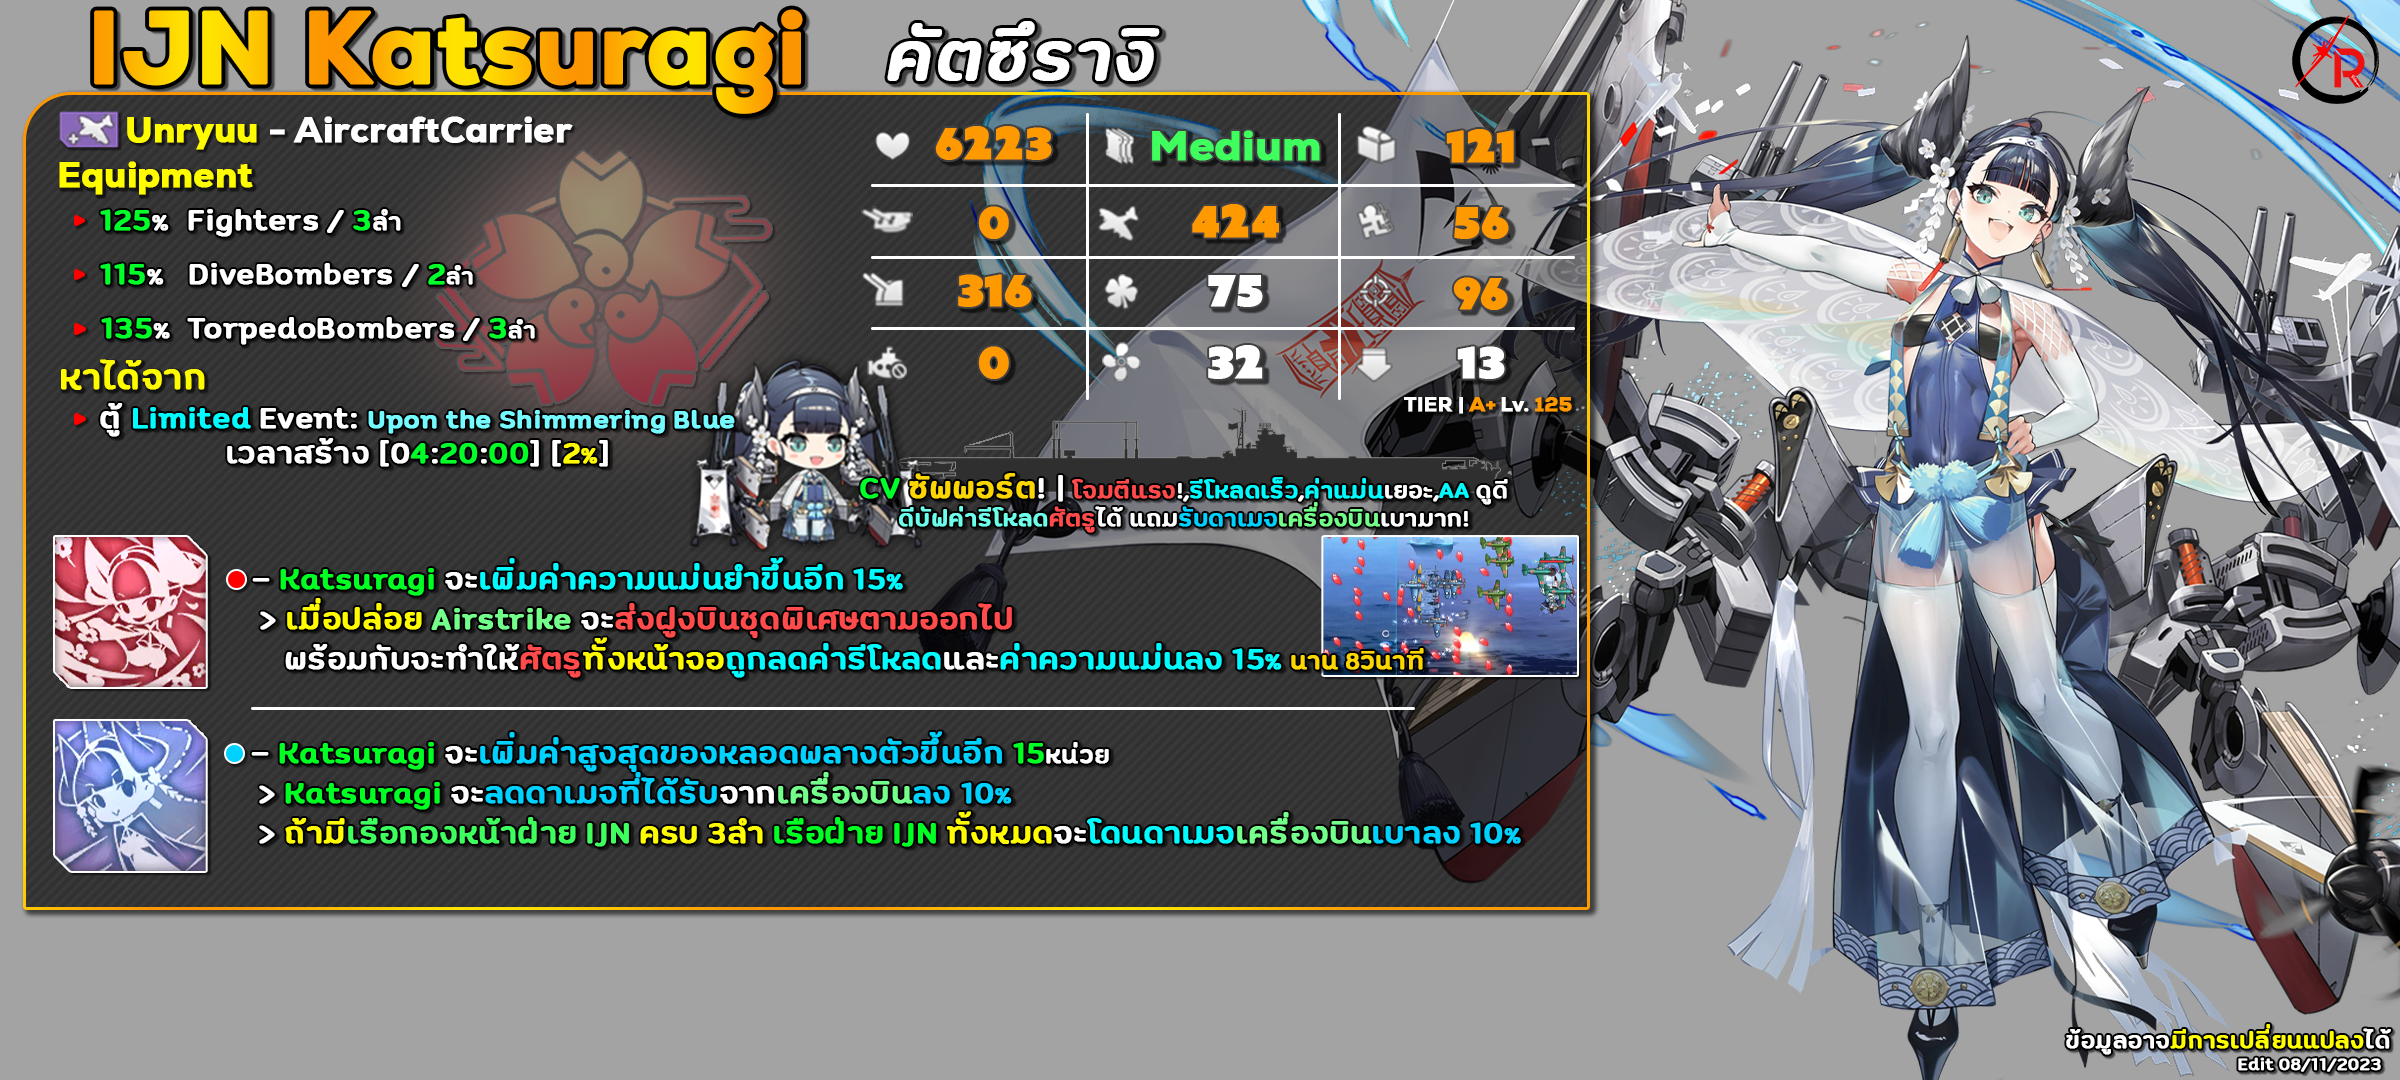 IJN Katsuragi คัตซึรางิ
Unryuu - AircraftCarrier
Equipment
125% Fighters / 3ลำ
115% DiveBombers / 2ลำ
135% TorpedoBombers / 3ลำ
หาได้จาก
ตู้ Limited Event: Upon the Shimmering Blue
เวลาสร้าง [04:20:00] [2%]
6223 Medium 121
0 424 56
316 75 96
0 32 13
TIER | A+ Lv. 125
CV ซัพพอร์ต! | โจมตีแรง!,รีโหลดเร็ว,ค่าแม่นเยอะ,AA ดูดี
ดีบัฟค่ารีโหลดศัตรูได้ แถมรับดาเมจเครื่องบินเบามาก!
- Katsuragi จะเพิ่มค่าความแม่นยำขึ้นอีก 15%
> เมื่อปล่อย Airstrike จะส่งฝูงบินชุดพิเศษตามออกไป
พร้อมกับจะทำให้ศัตรูทั้งหน้าจอถูกลดค่ารีโหลดและค่าความแม่นลง 15% นาน 8วินาที
- Katsuragi จะเพิ่มค่าสูงสุดของหลอดพลางตัวขึ้นอีก 15หน่วย
> Katsuragi จะลดดาเมจที่ได้รับจากเครื่องบินลง 10%
> ถ้ามีเรือกองหน้าฝ่าย IJN ครบ 3ลำ เรือฝ่าย IJN ทั้งหมดจะโดนดาเมจเครื่องบินเบาลง 10%
R
ข้อมูลอาจมีการเปลี่ยนแปลงได้
Edit 08/11/2023